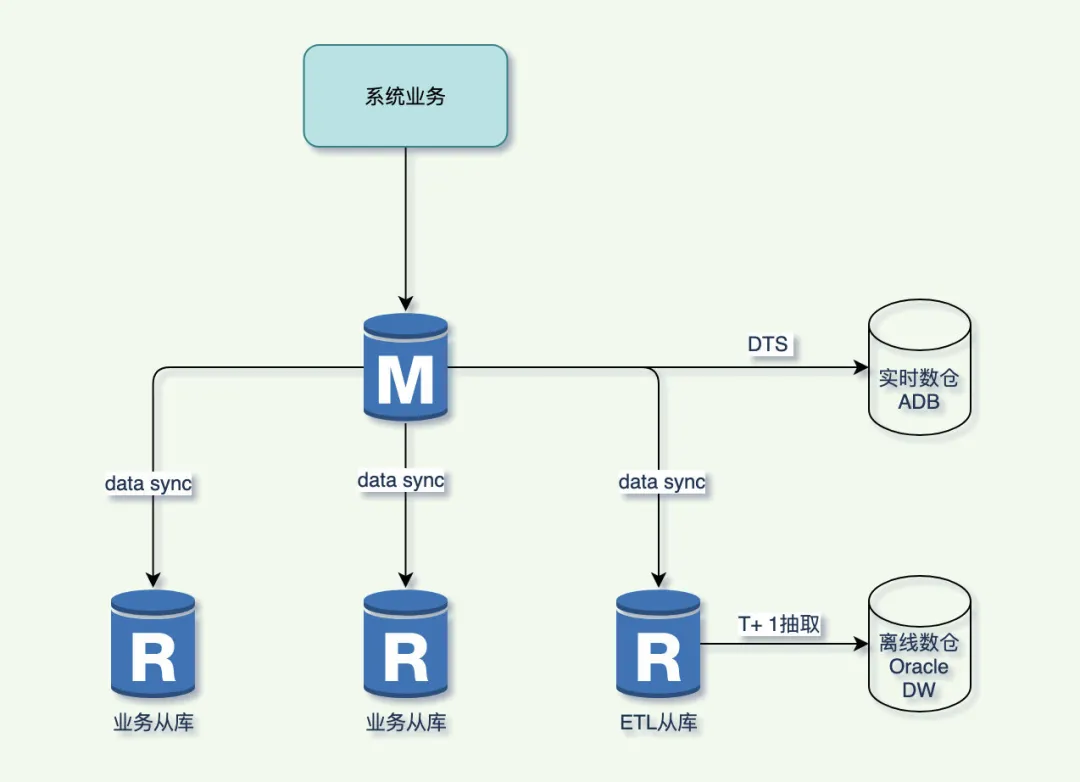 系统业务
DTS
M
实时数仓
ADB
data sync
data sync
data sync
R
R
R
T+ 1抽取
离线数仓
Oracle
DW
业务从库
业务从库
ETL从库